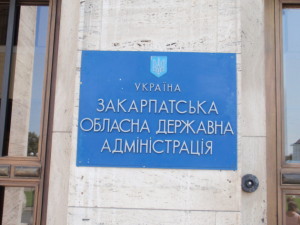 УКРАЇНА
ЗАКАРПАТСЬКА
ОБЛАСНА ДЕРЖАВНА
АДМІНІСТРАЦІЯ